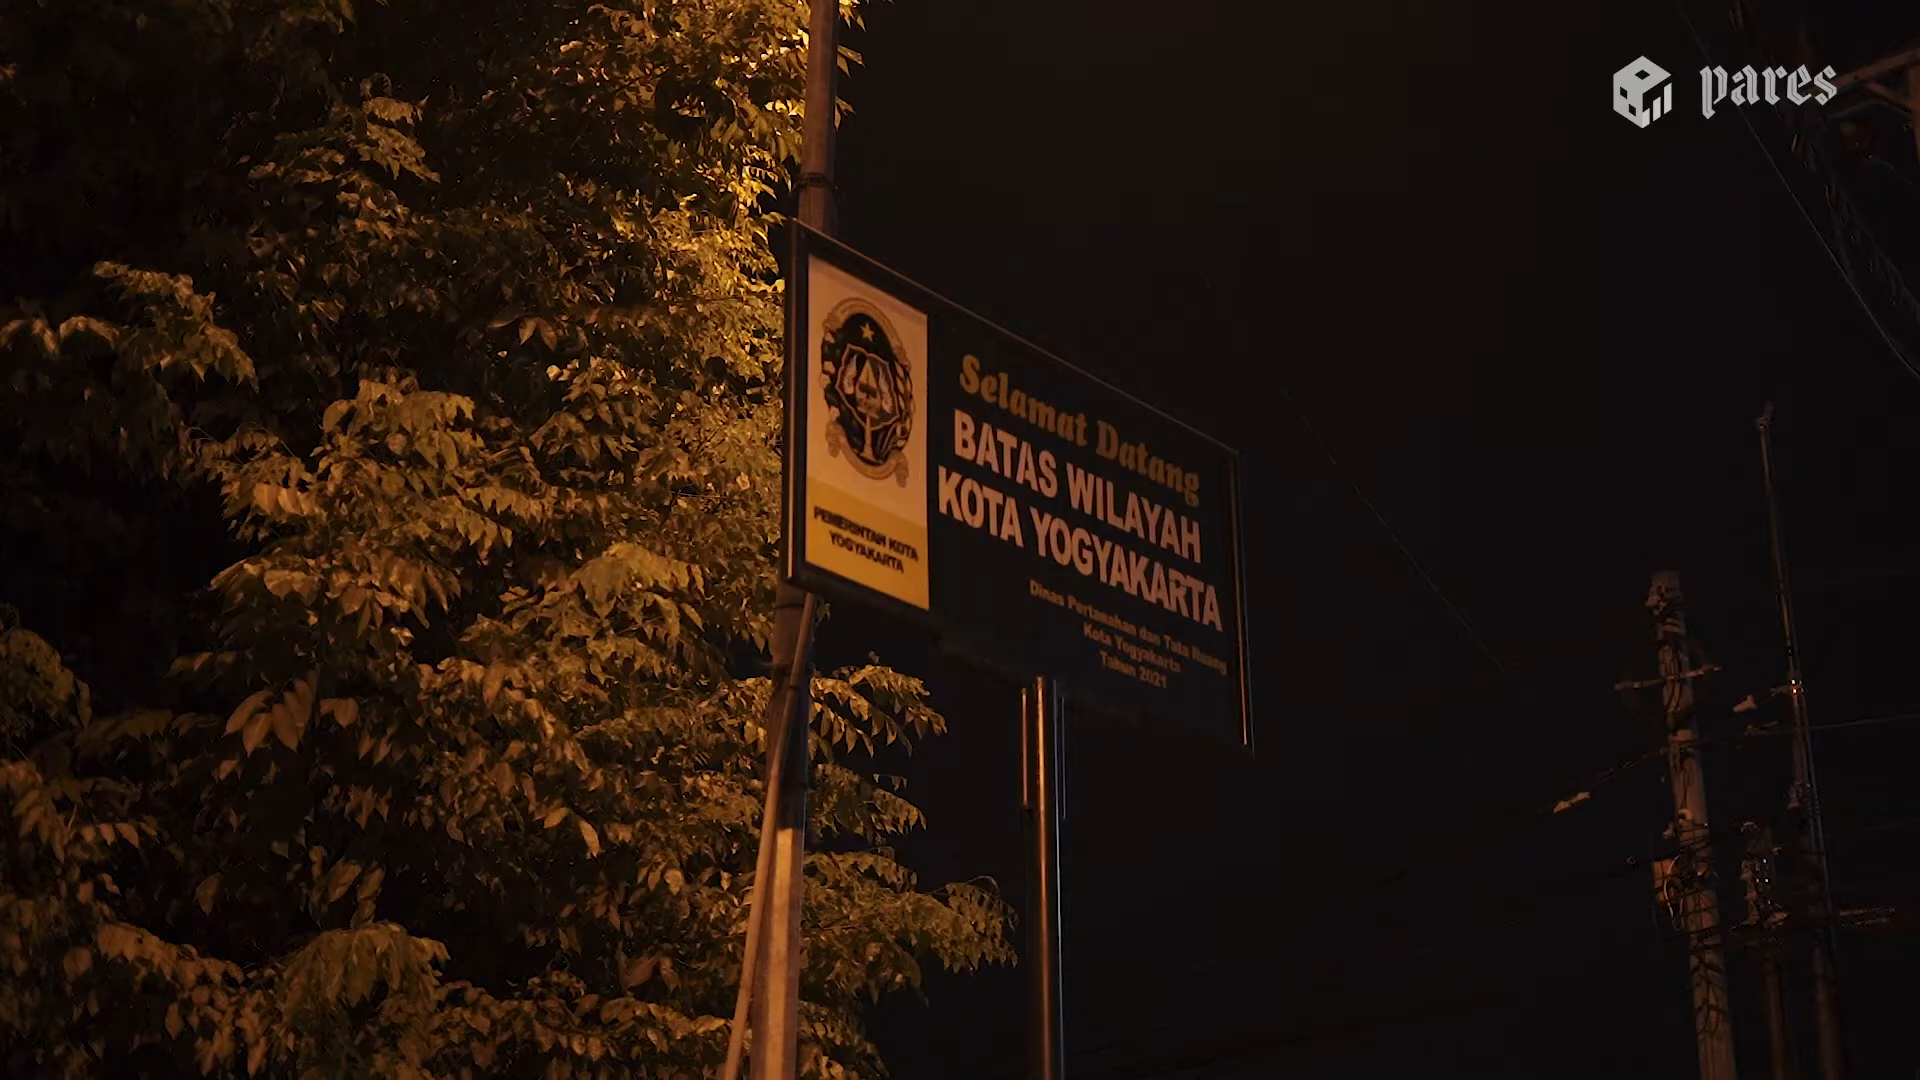 pares
Selamat Datang
BATAS WILAYAH
KOTA YOGYAKARTA
Dinas Pertanahan dan Tata Ruang
Kota Yogyakarta
Tahun 2021
PEMERINTAH KOTA
YOGYAKARTA